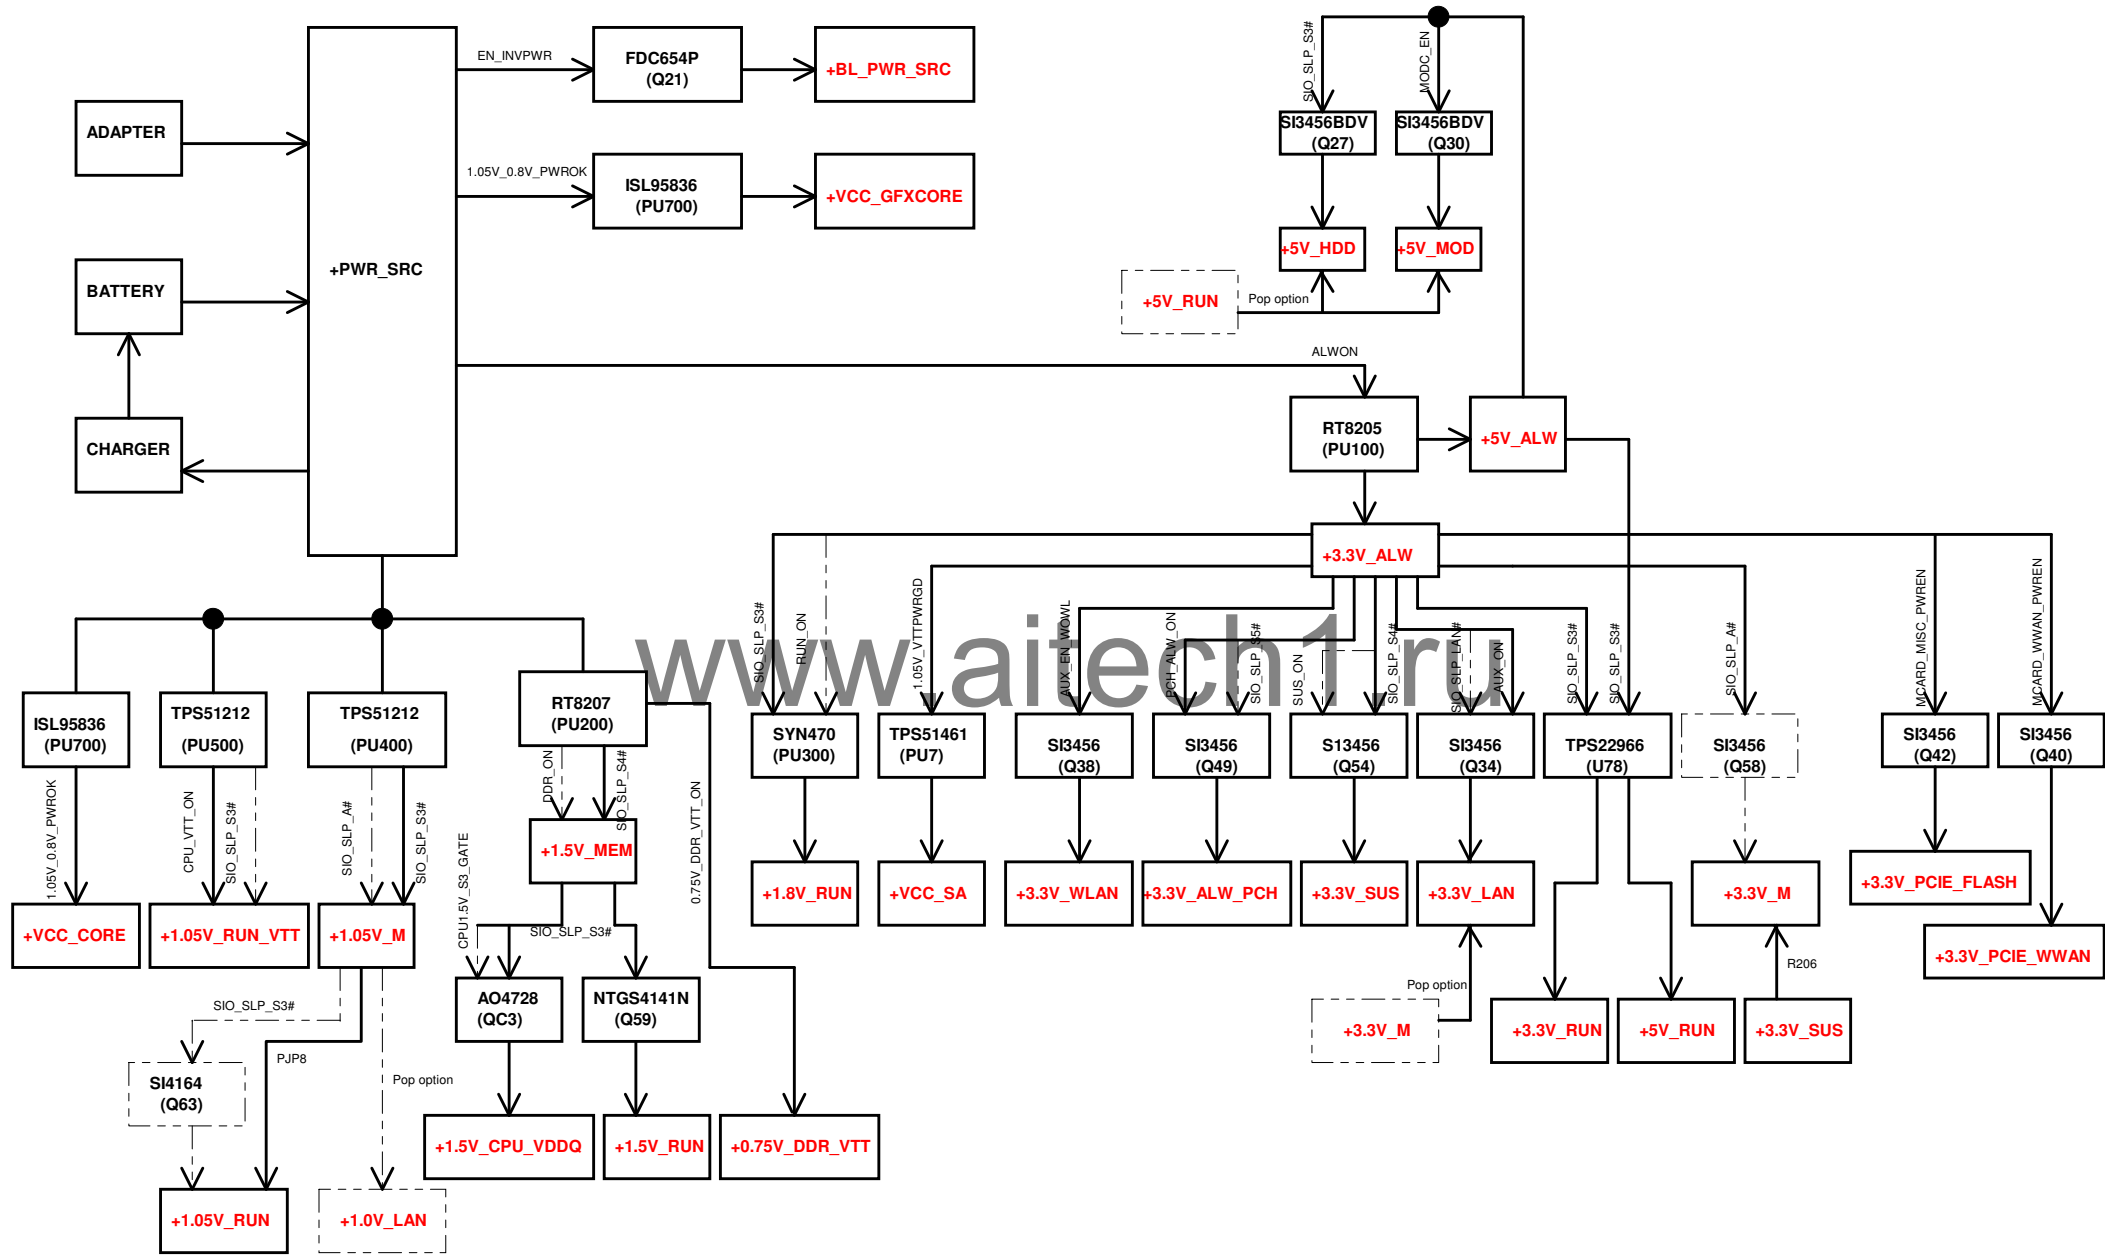 ADAPTER
BATTERY
CHARGER
+PWR_SRC
EN_INVPWR
FDC654P
(Q21)
+BL_PWR_SRC
1.05V_0.8V_PWROK
ISL95836
(PU700)
+VCC_GFXCORE
SIO_SLP_S3#
MODC_EN
SI3456BDV
(Q27)
SI3456BDV
(Q30)
+5V_HDD
+5V_MOD
+5V_RUN
Pop option
ALWON
RT8205
(PU100)
+5V_ALW
+3.3V_ALW
www.aitech1.ru
ISL95836
(PU700)
TPS51212
(PU500)
TPS51212
(PU400)
RT8207
(PU200)
1.05V_0.8V_PWROK
CPU_VTT_ON
SIO_SLP_S3#
SIO_SLP_A#
SIO_SLP_S3#
DDR_ON
SIO_SLP_S4#
0.75V_DDR_VTT_ON
+1.5V_MEM
+VCC_CORE
+1.05V_RUN_VTT
+1.05V_M
CPU1.5V_S3_GATE
SIO_SLP_S3#
AO4728
(QC3)
NTGS4141N
(Q59)
SIO_SLP_S3#
PJP8
Pop option
SI4164
(Q63)
+1.5V_CPU_VDDQ
+1.5V_RUN
+0.75V_DDR_VTT
+1.05V_RUN
+1.0V_LAN
SIO_SLP_S3#
RUN_ON
1.05V_VTTPWRGD
AUX_EN_WOWL
PCH_ALW_ON
SIO_SLP_S5#
SUS_ON
SIO_SLP_S4#
SIO_SLP_LAN#
AUX_ON
SIO_SLP_S3#
SIO_SLP_S3#
SIO_SLP_A#
MCARD_MISC_PWREN
MCARD_WWAN_PWREN
SYN470
(PU300)
TPS51461
(PU7)
SI3456
(Q38)
SI3456
(Q49)
S13456
(Q54)
SI3456
(Q34)
TPS22966
(U78)
SI3456
(Q58)
SI3456
(Q42)
SI3456
(Q40)
+1.8V_RUN
+VCC_SA
+3.3V_WLAN
+3.3V_ALW_PCH
+3.3V_SUS
+3.3V_LAN
+3.3V_M
+3.3V_PCIE_FLASH
+3.3V_PCIE_WWAN
Pop option
R206
+3.3V_M
+3.3V_RUN
+5V_RUN
+3.3V_SUS